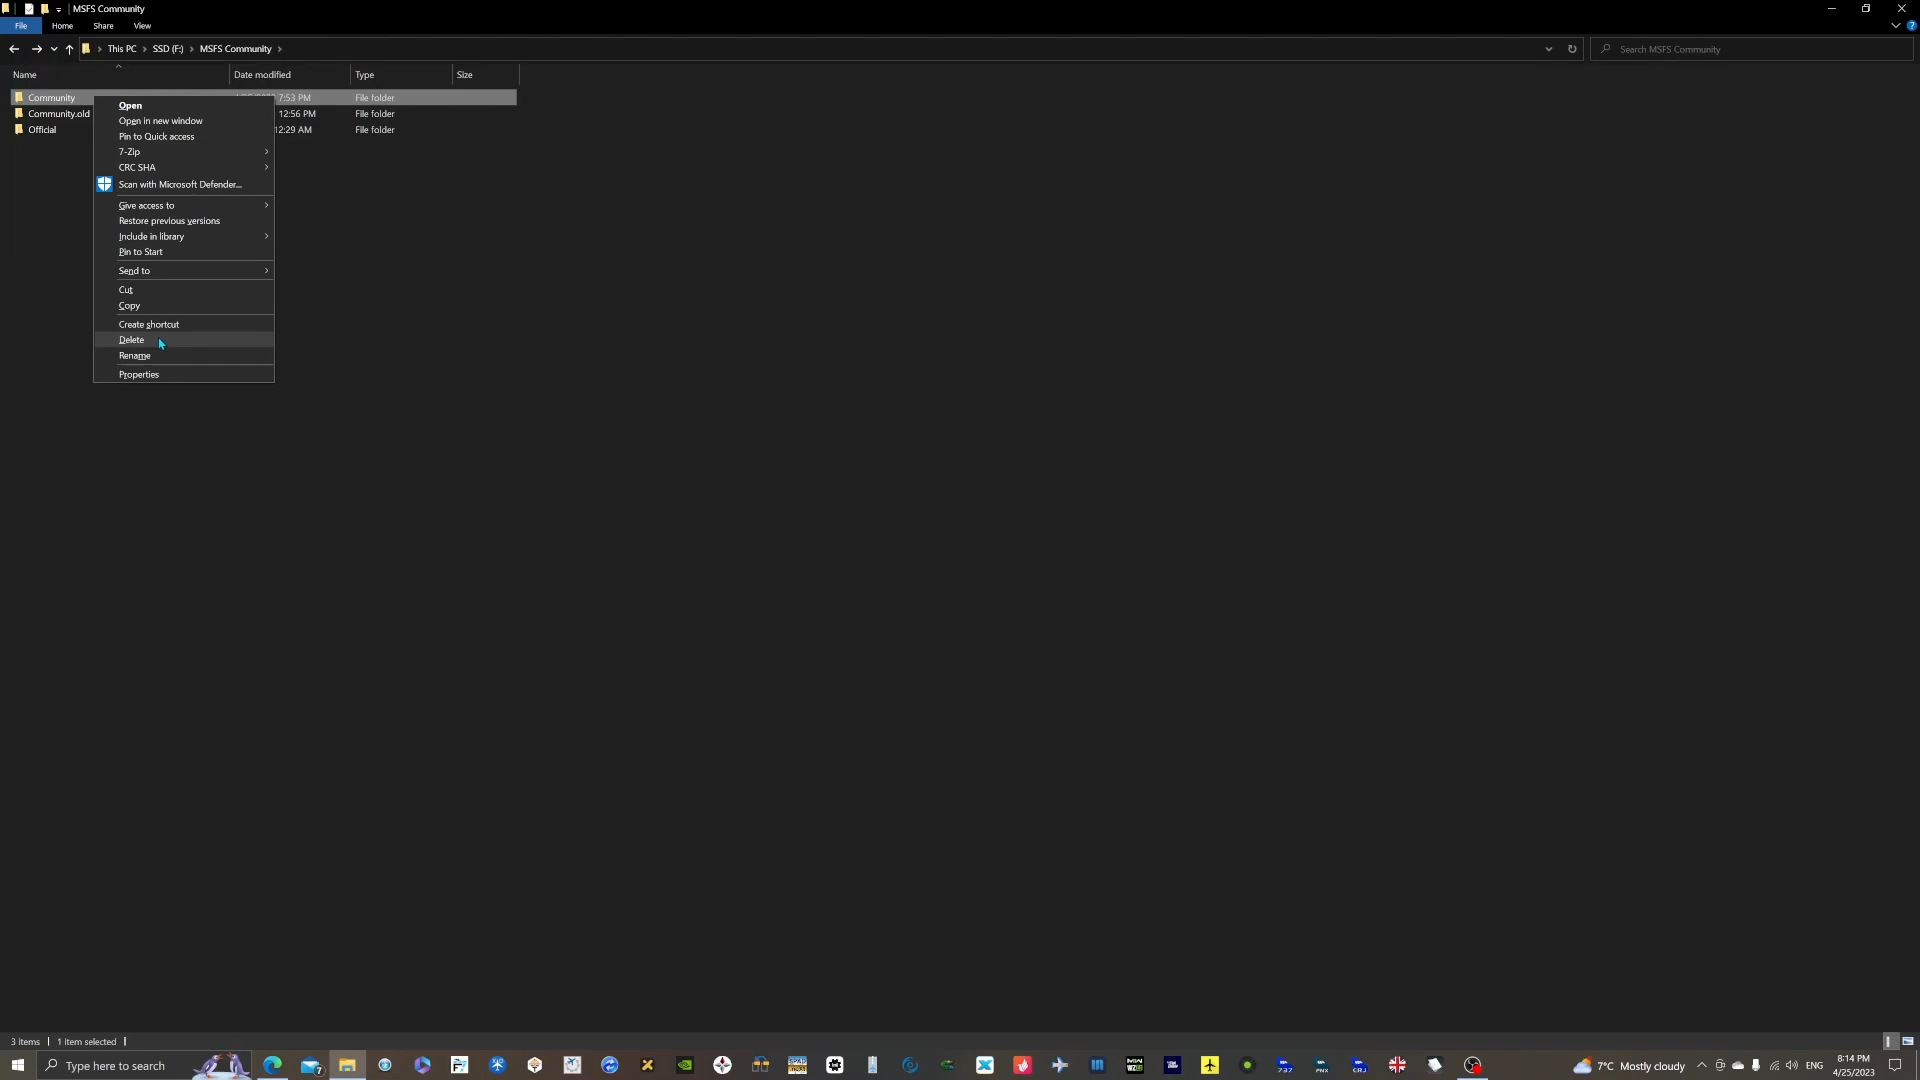 MSFS Community
File Home Share View
This PC SSD (F:) MSFS Community
Search MSFS Community
Name Date modified Type Size
Community 7:53 PM File folder
Community.old 12:56 PM File folder
Official 12:29 AM File folder
Open
Open in new window
Pin to Quick access
7-Zip
CRC SHA
Scan with Microsoft Defender...
Give access to
Restore previous versions
Include in library
Pin to Start
Send to
Cut
Copy
Create shortcut
Delete
Rename
Properties
3 items 1 item selected
Type here to search
7
737
PNX
CRJ
7°C Mostly cloudy
ENG
8:14 PM
4/25/2023